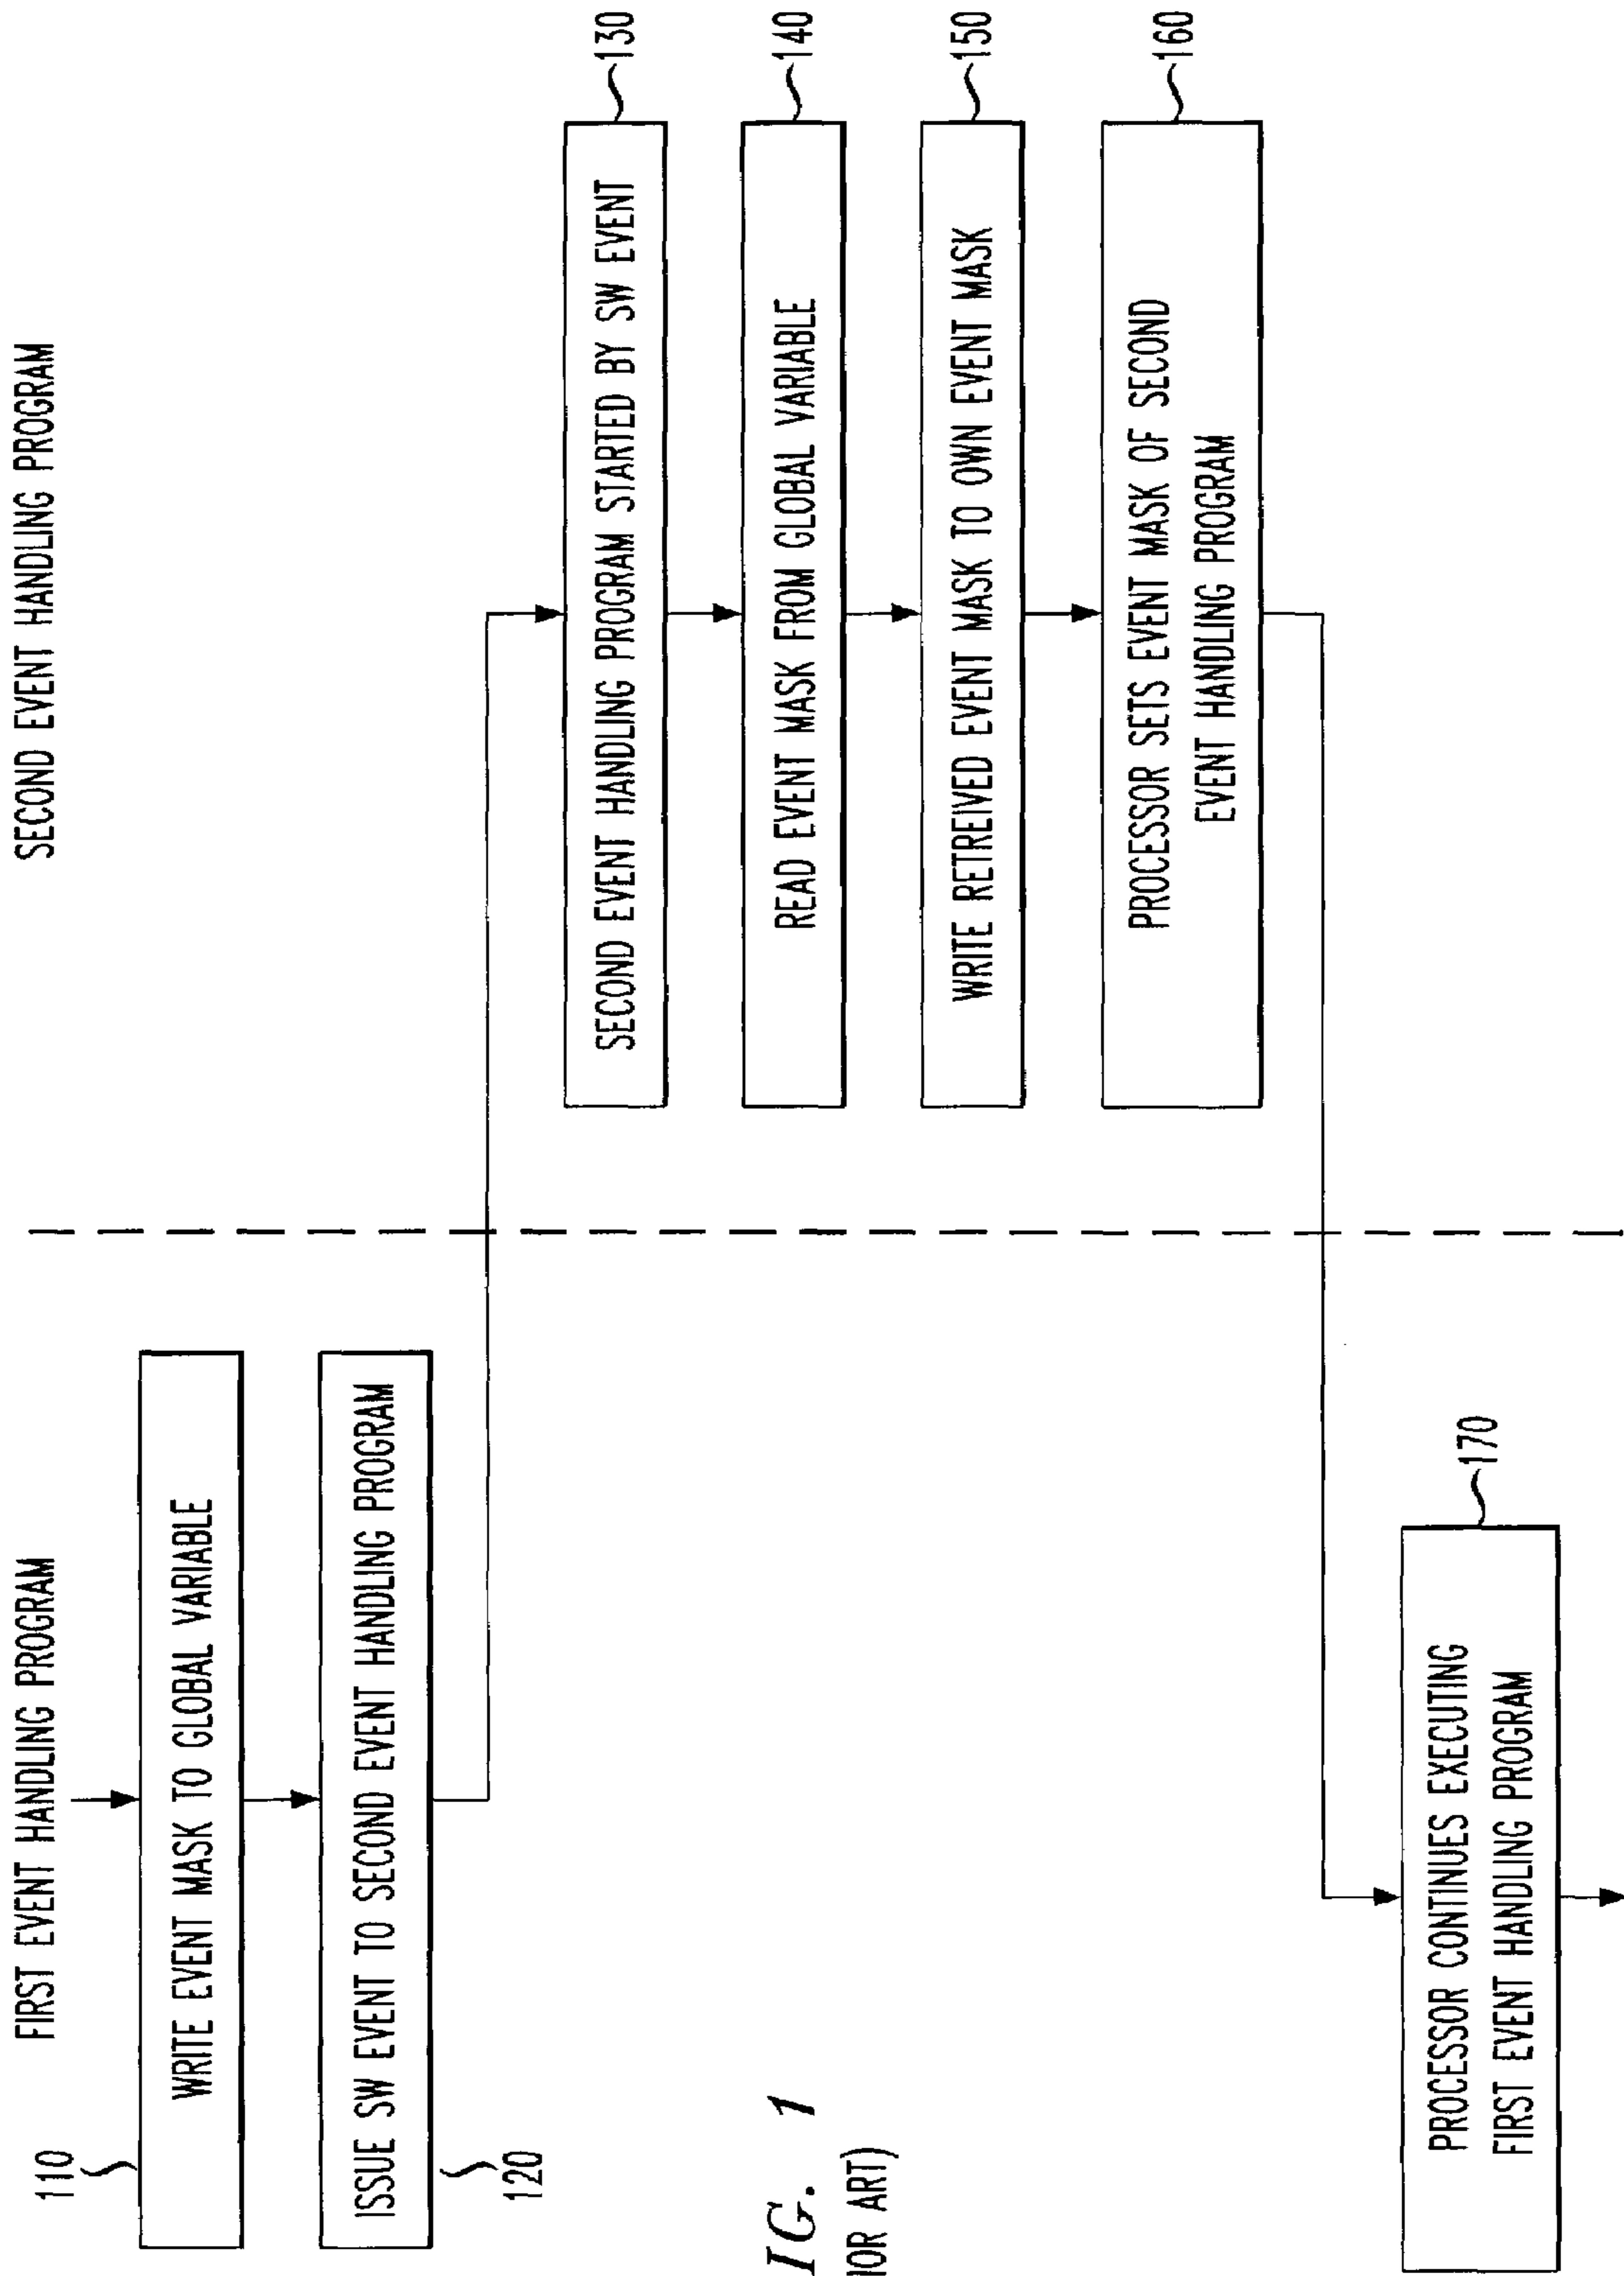 FIRST EVENT HANDLING PROGRAM
SECOND EVENT HANDLING PROGRAM
110
WRITE EVENT MASK TO GLOBAL VARIABLE
ISSUE SW EVENT TO SECOND EVENT HANDLING PROGRAM
120
SECOND EVENT HANDLING PROGRAM STARTED BY SW EVENT
130
READ EVENT MASK FROM GLOBAL VARIABLE
140
WRITE RETREIVED EVENT MASK TO OWN EVENT MASK
150
PROCESSOR SETS EVENT MASK OF SECOND
EVENT HANDLING PROGRAM
160
PROCESSOR CONTINUES EXECUTING
FIRST EVENT HANDLING PROGRAM
170
IG. 1
IOR ART)